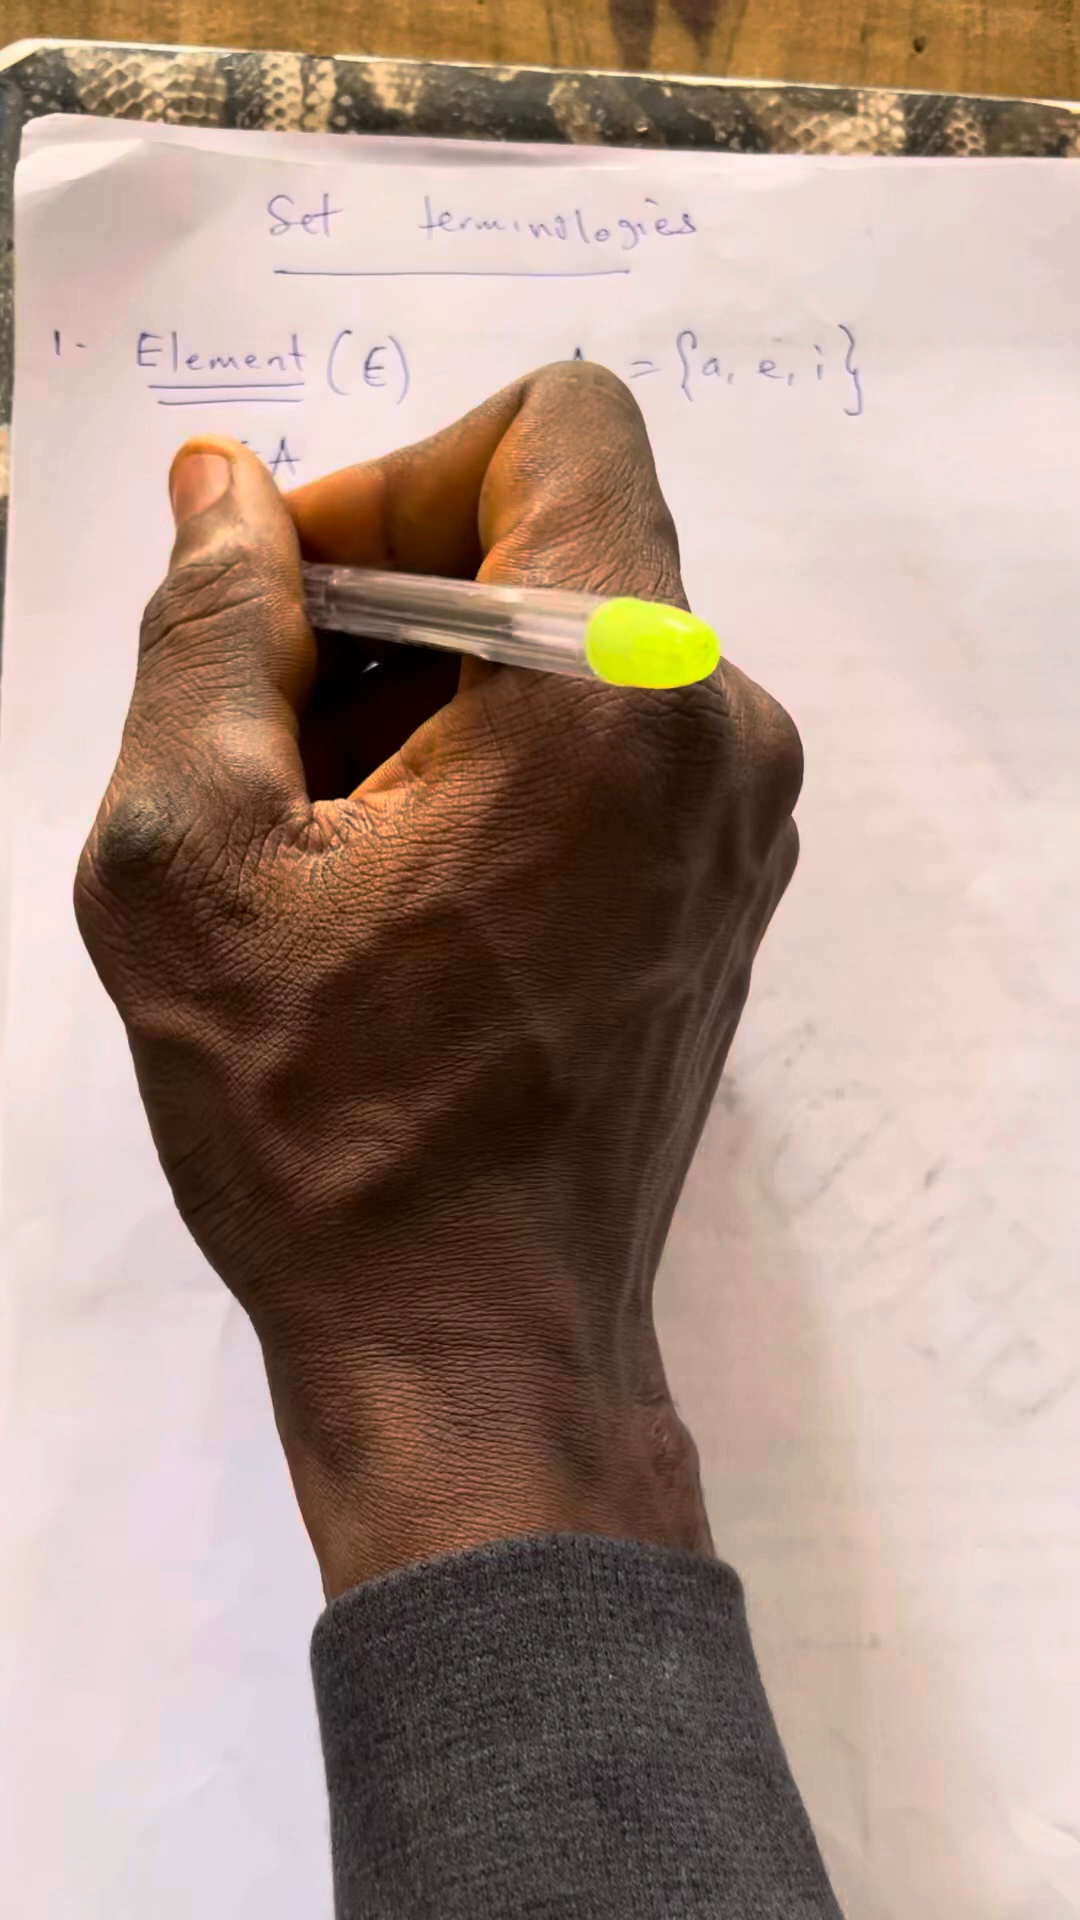 Set terminologies
1. Element (∈) = {a, e, i}
A